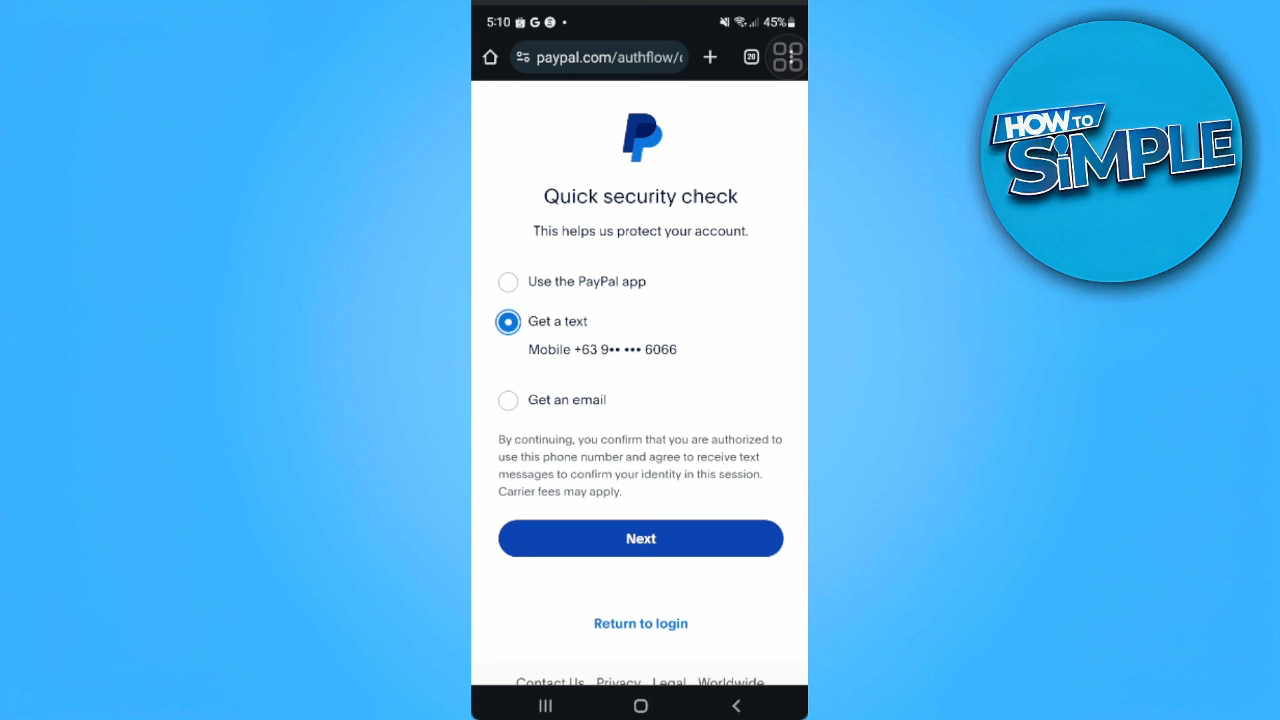 5:10
45%
paypal.com/authflow/
20
HOW TO
SiMPLE
Quick security check
This helps us protect your account.
Use the PayPal app
Get a text
Mobile +63 9•• ••• 6066
Get an email
By continuing, you confirm that you are authorized to
use this phone number and agree to receive text
messages to confirm your identity in this session.
Carrier fees may apply.
Next
Return to login
Contact Us Privacy Legal Worldwide